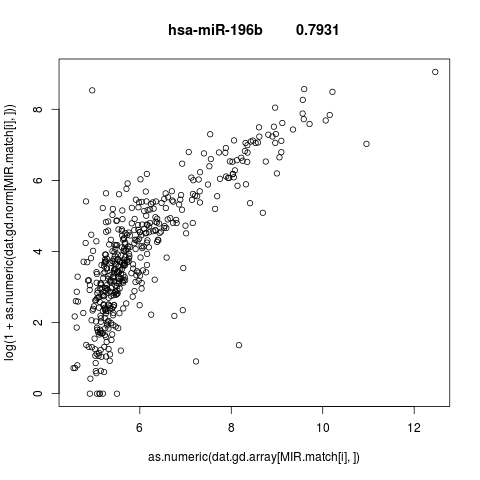 hsa-miR-196b 0.7931
log(1 + as.numeric(dat.gd.norm[MIR.match[i], ]))
8
6
4
2
0
6 8 10 12
as.numeric(dat.gd.array[MIR.match[i], ])